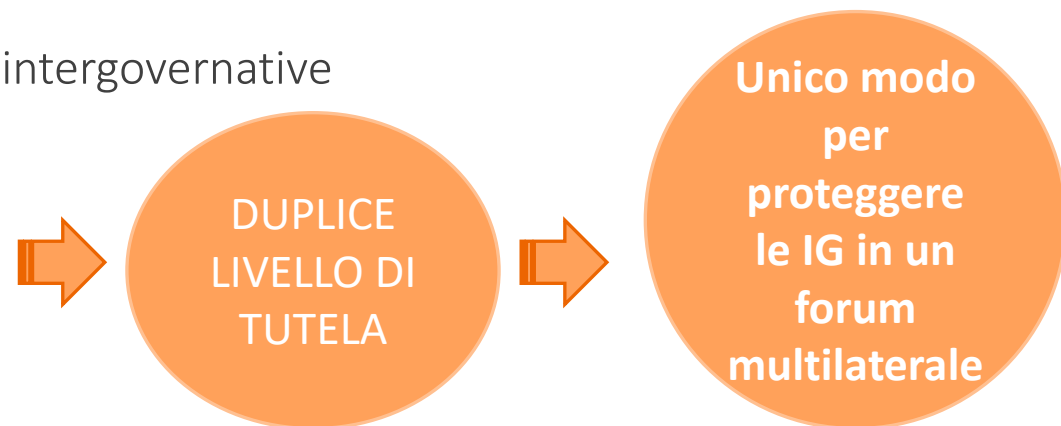 intergovernative
DUPLICE
LIVELLO DI
TUTELA
Unico modo
per
proteggere
le IG in un
forum
multilaterale